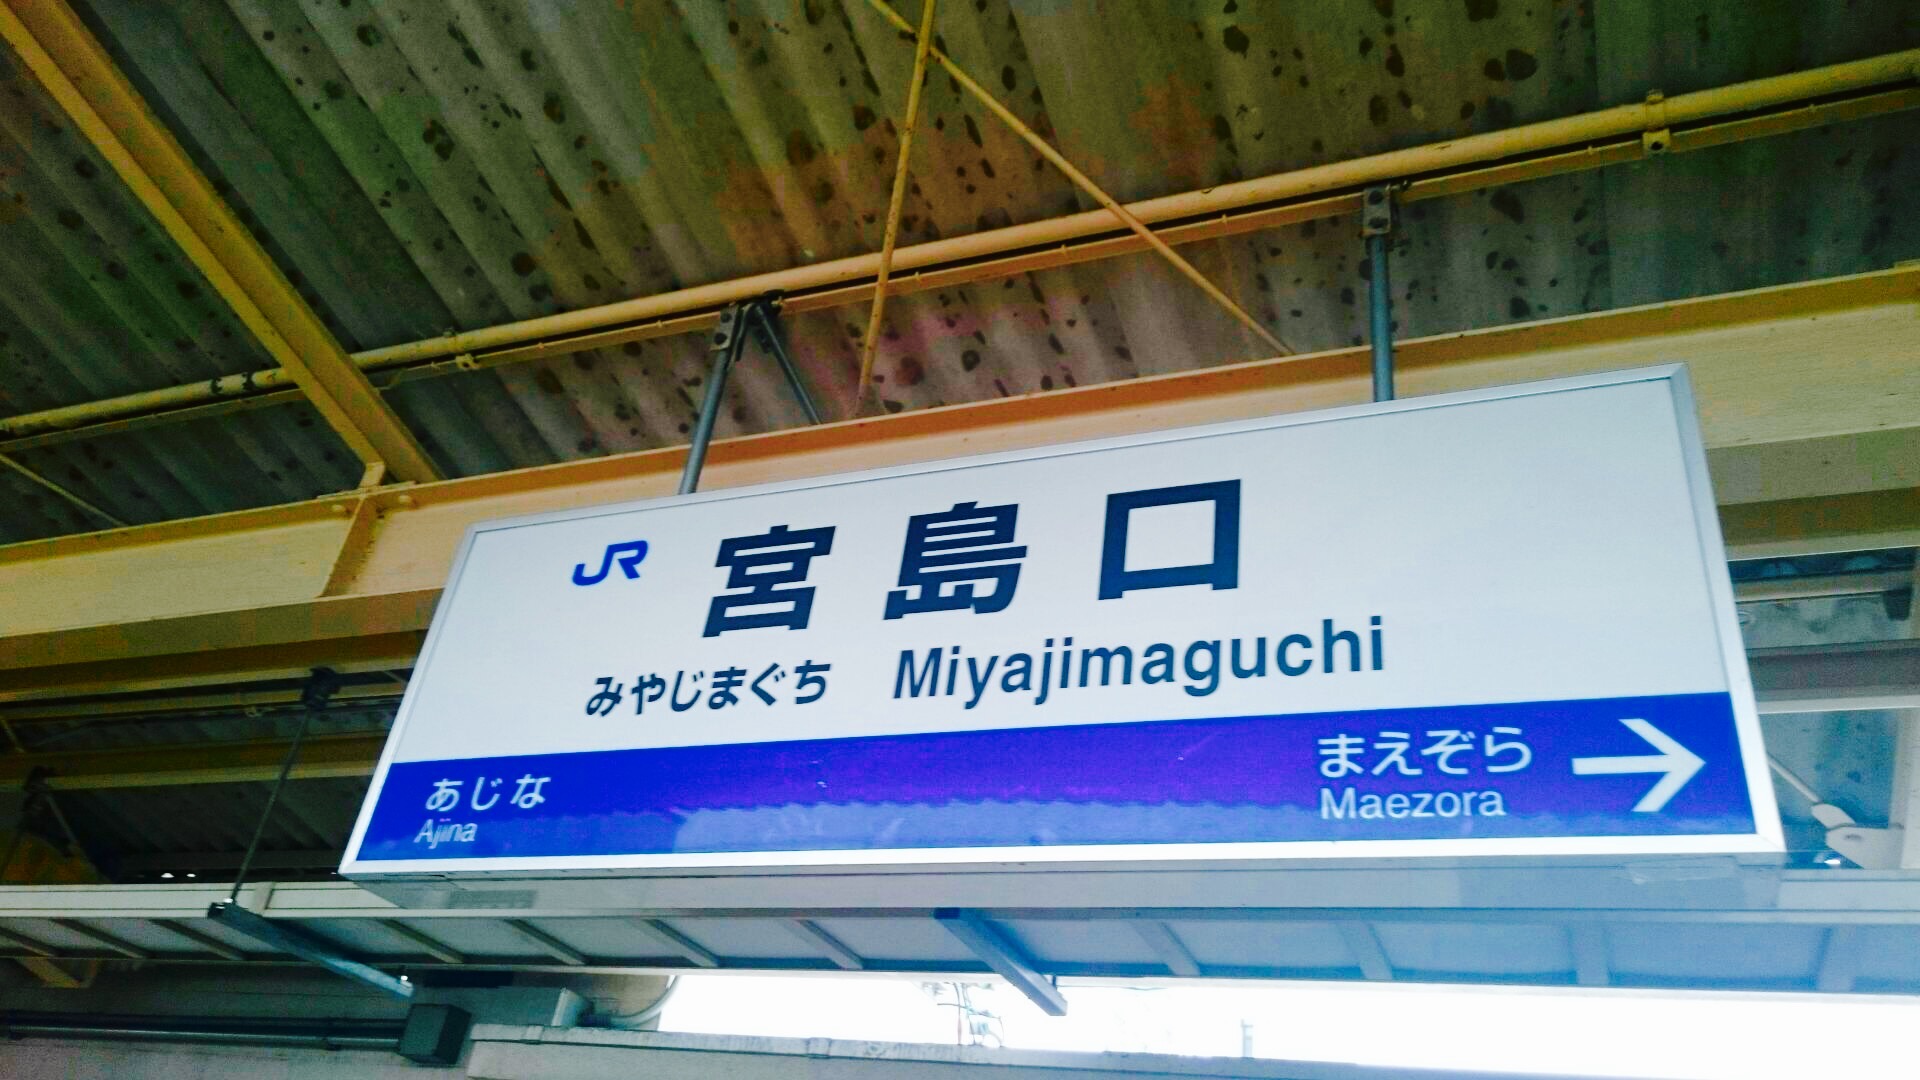 JR 宮島口
みやじまぐち Miyajimaguchi
あじな まえぞら →
Ajina Maezora